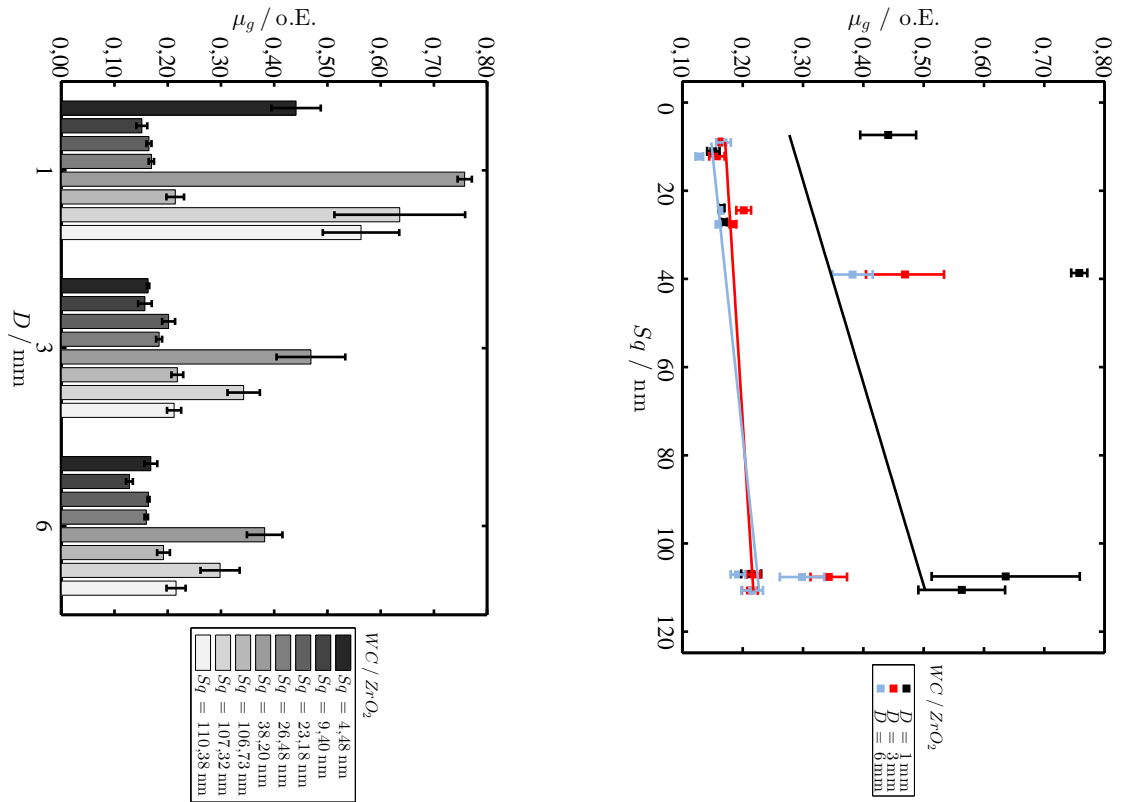 μ_g / o.E.
0,80
0,70
0,60
0,50
0,40
0,30
0,20
0,10
0 20 40 60 80 100 120
Sq / nm
WC / ZrO₂
D = 1 mm
D = 3 mm
D = 6 mm
μ_g / o.E.
0,80
0,70
0,60
0,50
0,40
0,30
0,20
0,10
0,00
1 3 6
D / mm
WC / ZrO₂
Sq = 4,48 nm
Sq = 9,40 nm
Sq = 23,18 nm
Sq = 26,48 nm
Sq = 38,20 nm
Sq = 106,73 nm
Sq = 107,32 nm
Sq = 110,38 nm